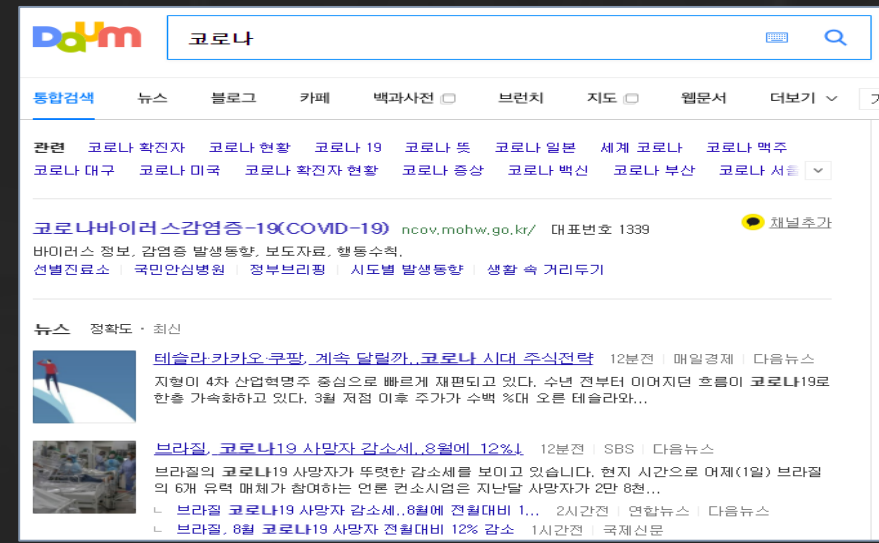 Daum
코로나
통합검색 뉴스 블로그 카페 백과사전 브런치 지도 웹문서 더보기
관련 코로나 확진자 코로나 현황 코로나 19 코로나 뜻 코로나 일본 세계 코로나 코로나 맥주
코로나 대구 코로나 미국 코로나 확진자 현황 코로나 증상 코로나 백신 코로나 부산 코로나
코로나바이러스감염증-19(COVID-19) ncov.mohw.go.kr/ 대표번호 1339 채널추가
바이러스 정보, 감염증 발생동향, 보도자료, 행동수칙.
선별진료소 국민안심병원 정부브리핑 시도별 발생동향 생활 속 거리두기
뉴스 정확도 · 최신
테슬라·카카오·쿠팡, 계속 달릴까..코로나 시대 주식전략 12분전 매일경제 다음뉴스
지형이 4차 산업혁명주 중심으로 빠르게 재편되고 있다. 수년 전부터 이어지던 흐름이 코로나19로
한층 가속화하고 있다. 3월 저점 이후 주가가 수백 %대 오른 테슬라와...
브라질, 코로나19 사망자 감소세..8월에 12%↓ 12분전 SBS 다음뉴스
브라질의 코로나19 사망자가 뚜렷한 감소세를 보이고 있습니다. 현지 시간으로 어제(1일) 브라질
의 6개 유력 매체가 참여하는 언론 컨소시엄은 지난달 사망자가 2만 8천...
브라질 코로나19 사망자 감소세..8월에 전월대비 1... 2시간전 연합뉴스 다음뉴스
브라질, 8월 코로나19 사망자 전월대비 12% 감소 1시간전 국제신문